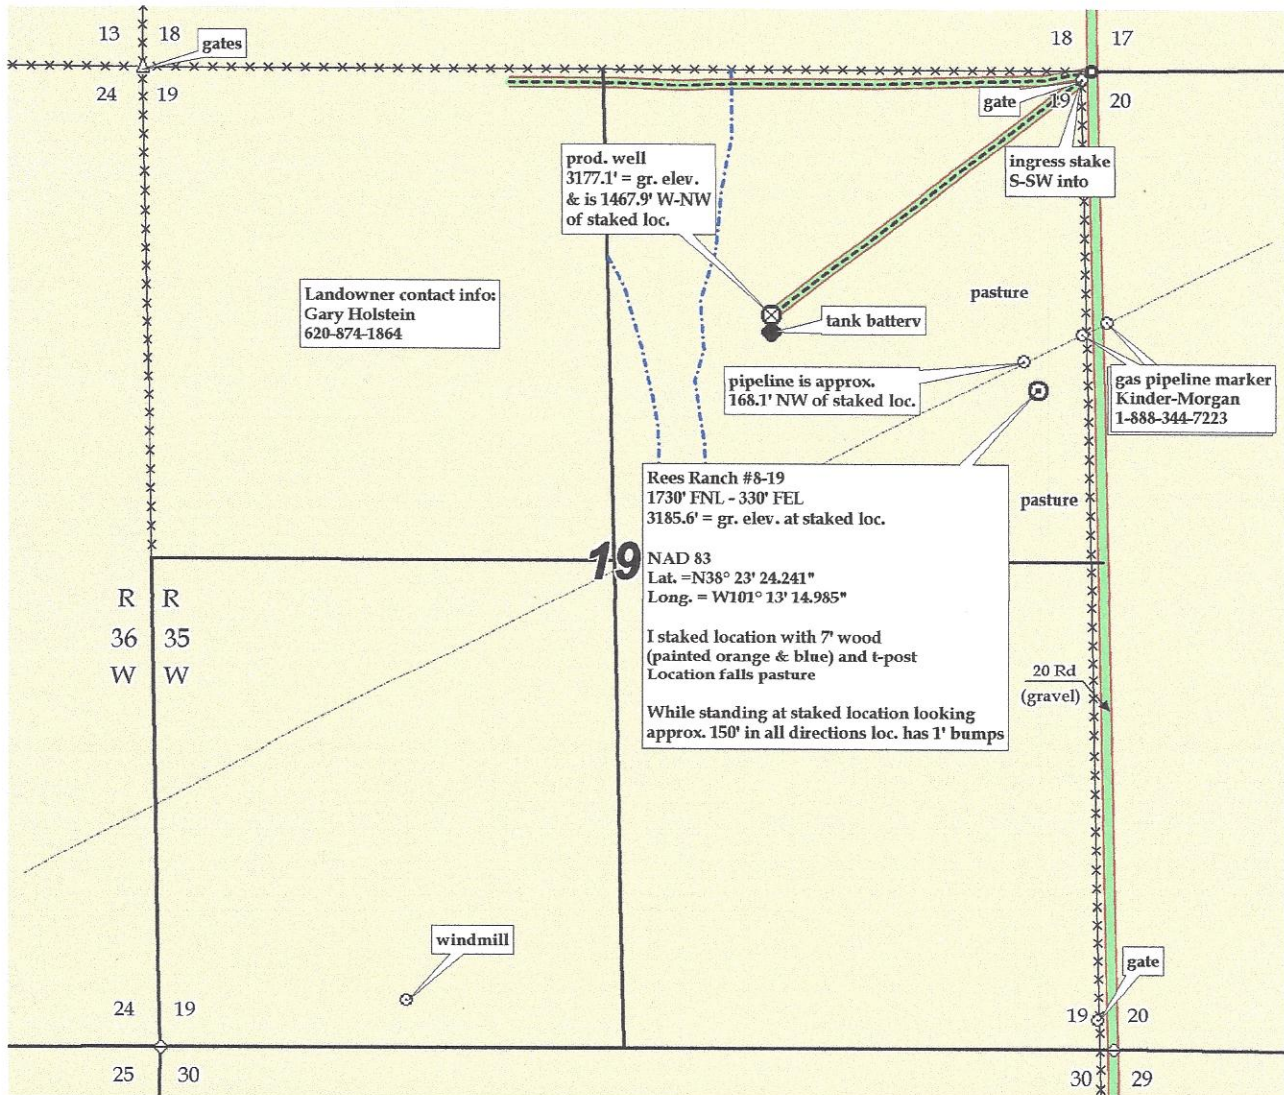 13 18
gates
24 19
18 17
gate
19 20
ingress stake
S-SW into
prod. well
3177.1' = gr. elev.
& is 1467.9' W-NW
of staked loc.
Landowner contact info:
Gary Holstein
620-874-1864
pasture
tank battery
pipeline is approx.
168.1' NW of staked loc.
gas pipeline marker
Kinder-Morgan
1-888-344-7223
Rees Ranch #8-19
1730' FNL - 330' FEL
3185.6' = gr. elev. at staked loc.
NAD 83
Lat. =N38° 23' 24.241"
Long. = W101° 13' 14.985"
I staked location with 7' wood
(painted orange & blue) and t-post
Location falls pasture
While standing at staked location looking
approx. 150' in all directions loc. has 1' bumps
pasture
19
R R
36 35
W W
20 Rd
(gravel)
windmill
gate
24 19
19 20
25 30
30 29